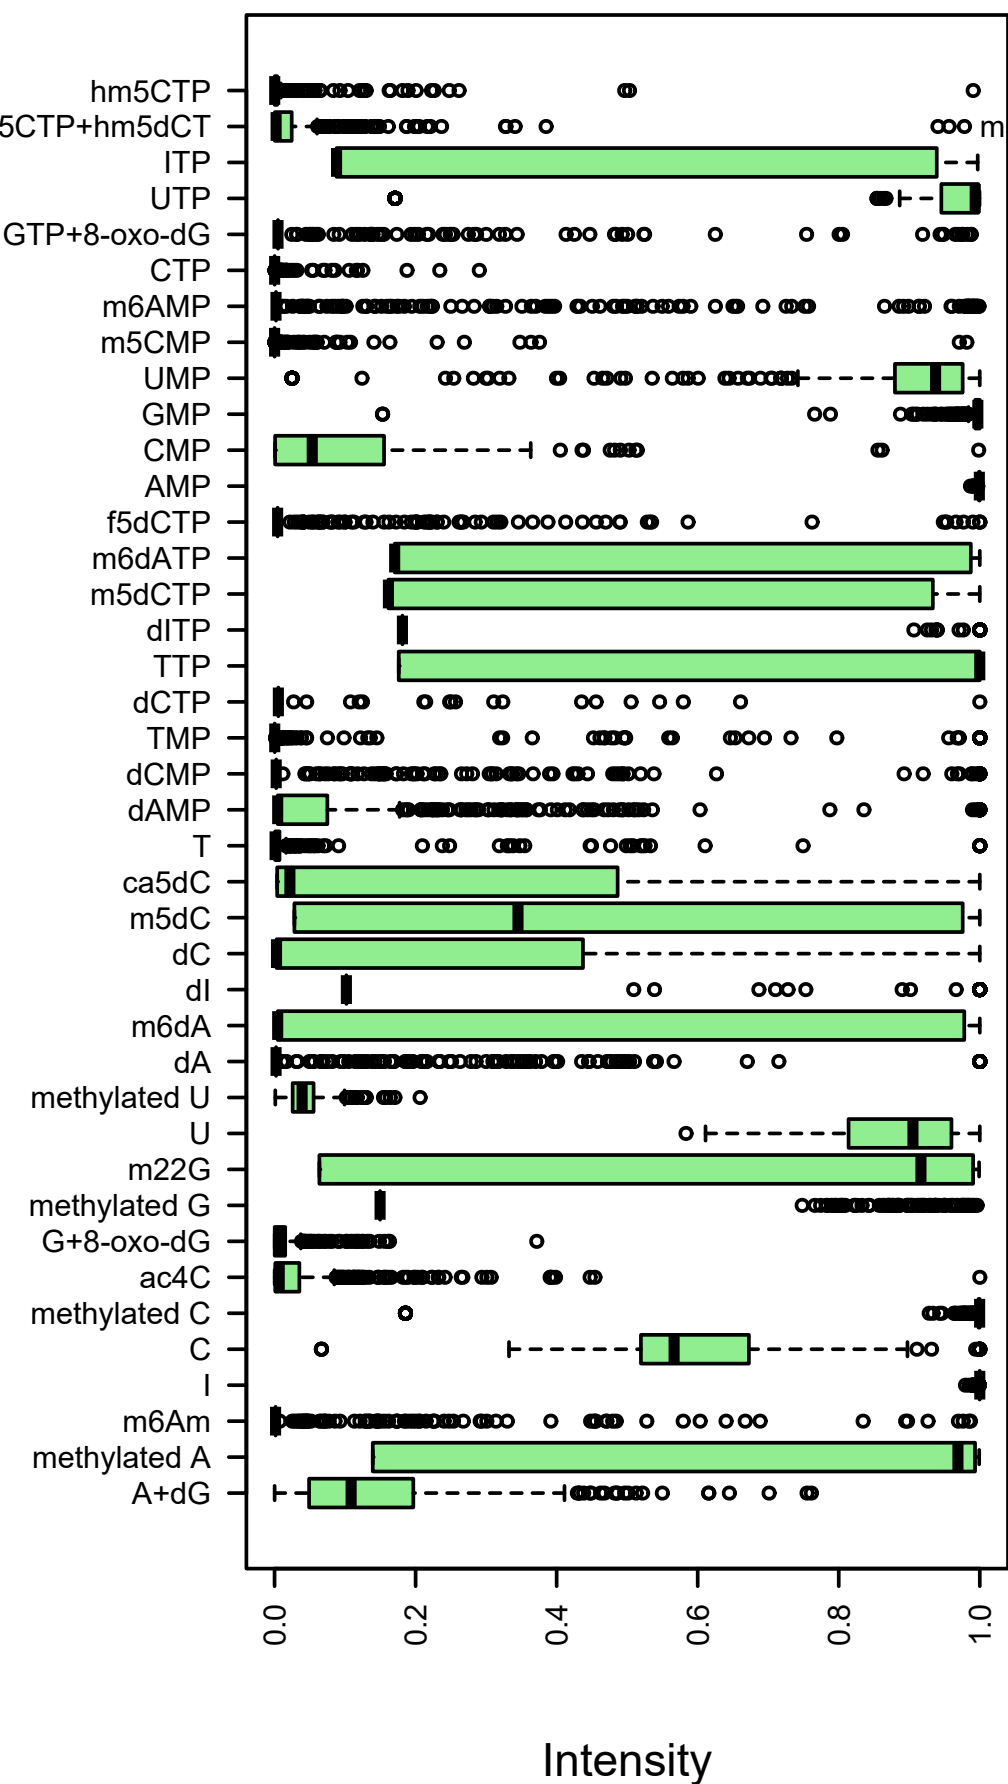 hm5CTP
5CTP+hm5dCT
m
ITP
UTP
GTP+8-oxo-dG
CTP
m6AMP
m5CMP
UMP
GMP
CMP
AMP
f5dCTP
m6dATP
m5dCTP
dITP
TTP
dCTP
TMP
dCMP
dAMP
T
ca5dC
m5dC
dC
dI
m6dA
dA
methylated U
U
m22G
methylated G
G+8-oxo-dG
ac4C
methylated C
C
I
m6Am
methylated A
A+dG
0.0 0.2 0.4 0.6 0.8 1.0
Intensity